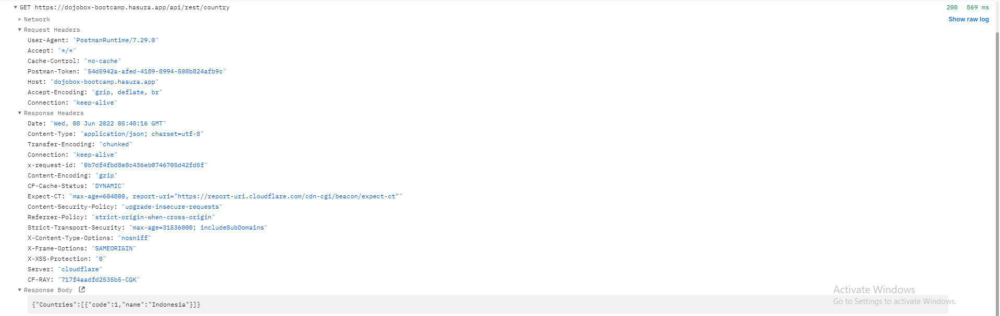 ▼ GET https://dojobox-bootcamp.hasura.app/api/rest/country 200 | 869 ms
▶ Network Show raw log
▼ Request Headers
User-Agent: "PostmanRuntime/7.29.0"
Accept: "*/*"
Cache-Control: "no-cache"
Postman-Token: "54d5942a-afed-4189-8994-508b824afb9c"
Host: "dojobox-bootcamp.hasura.app"
Accept-Encoding: "gzip, deflate, br"
Connection: "keep-alive"
▼ Response Headers
Date: "Wed, 08 Jun 2022 05:40:16 GMT"
Content-Type: "application/json; charset=utf-8"
Transfer-Encoding: "chunked"
Connection: "keep-alive"
x-request-id: "0b7df4fbd8e8c436eb0746705d42fd5f"
Content-Encoding: "gzip"
CF-Cache-Status: "DYNAMIC"
Expect-CT: "max-age=604800, report-uri="https://report-uri.cloudflare.com/cdn-cgi/beacon/expect-ct""
Content-Security-Policy: "upgrade-insecure-requests"
Referrer-Policy: "strict-origin-when-cross-origin"
Strict-Transport-Security: "max-age=31536000; includeSubDomains"
X-Content-Type-Options: "nosniff"
X-Frame-Options: "SAMEORIGIN"
X-XSS-Protection: "0"
Server: "cloudflare"
CF-RAY: "717f4aadfd2535b5-CGK"
▼ Response Body
{"Countries":[{"code":1,"name":"Indonesia"}]}
Activate Windows
Go to Settings to activate Windows.